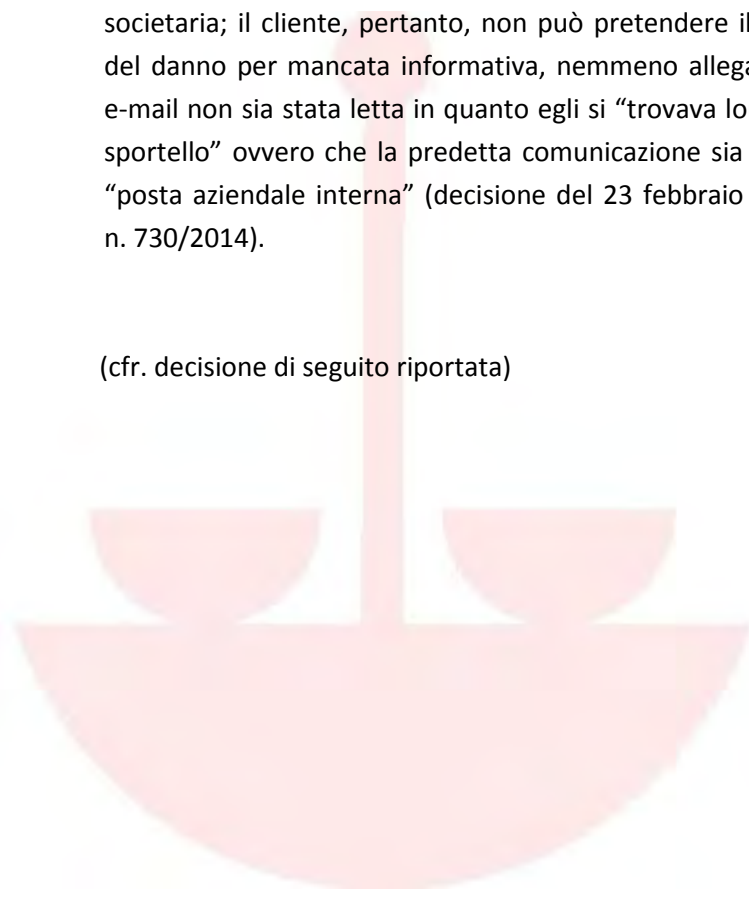 societaria; il cliente, pertanto, non può pretendere il
del danno per mancata informativa, nemmeno allega
e-mail non sia stata letta in quanto egli si “trovava lo
sportello” ovvero che la predetta comunicazione sia
“posta aziendale interna” (decisione del 23 febbraio
n. 730/2014).
(cfr. decisione di seguito riportata)